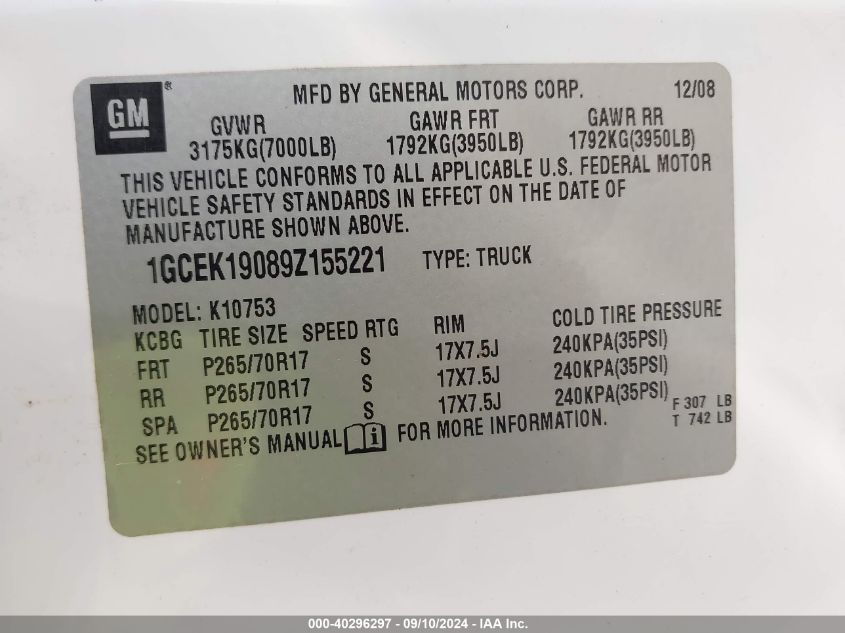 GM®
MFD BY GENERAL MOTORS CORP. 12/08
GVWR GAWR FRT GAWR RR
3175KG(7000LB) 1792KG(3950LB) 1792KG(3950LB)
THIS VEHICLE CONFORMS TO ALL APPLICABLE U.S. FEDERAL MOTOR
VEHICLE SAFETY STANDARDS IN EFFECT ON THE DATE OF
MANUFACTURE SHOWN ABOVE.
1GCEK19089Z155221 TYPE: TRUCK
MODEL: K10753
KCBG TIRE SIZE SPEED RTG RIM COLD TIRE PRESSURE
FRT P265/70R17 S 17X7.5J 240KPA(35PSI)
RR P265/70R17 S 17X7.5J 240KPA(35PSI)
SPA P265/70R17 S 17X7.5J 240KPA(35PSI)
F 307 LB
T 742 LB
SEE OWNER'S MANUAL i FOR MORE INFORMATION.
000-40296297 - 09/10/2024 - IAA Inc.